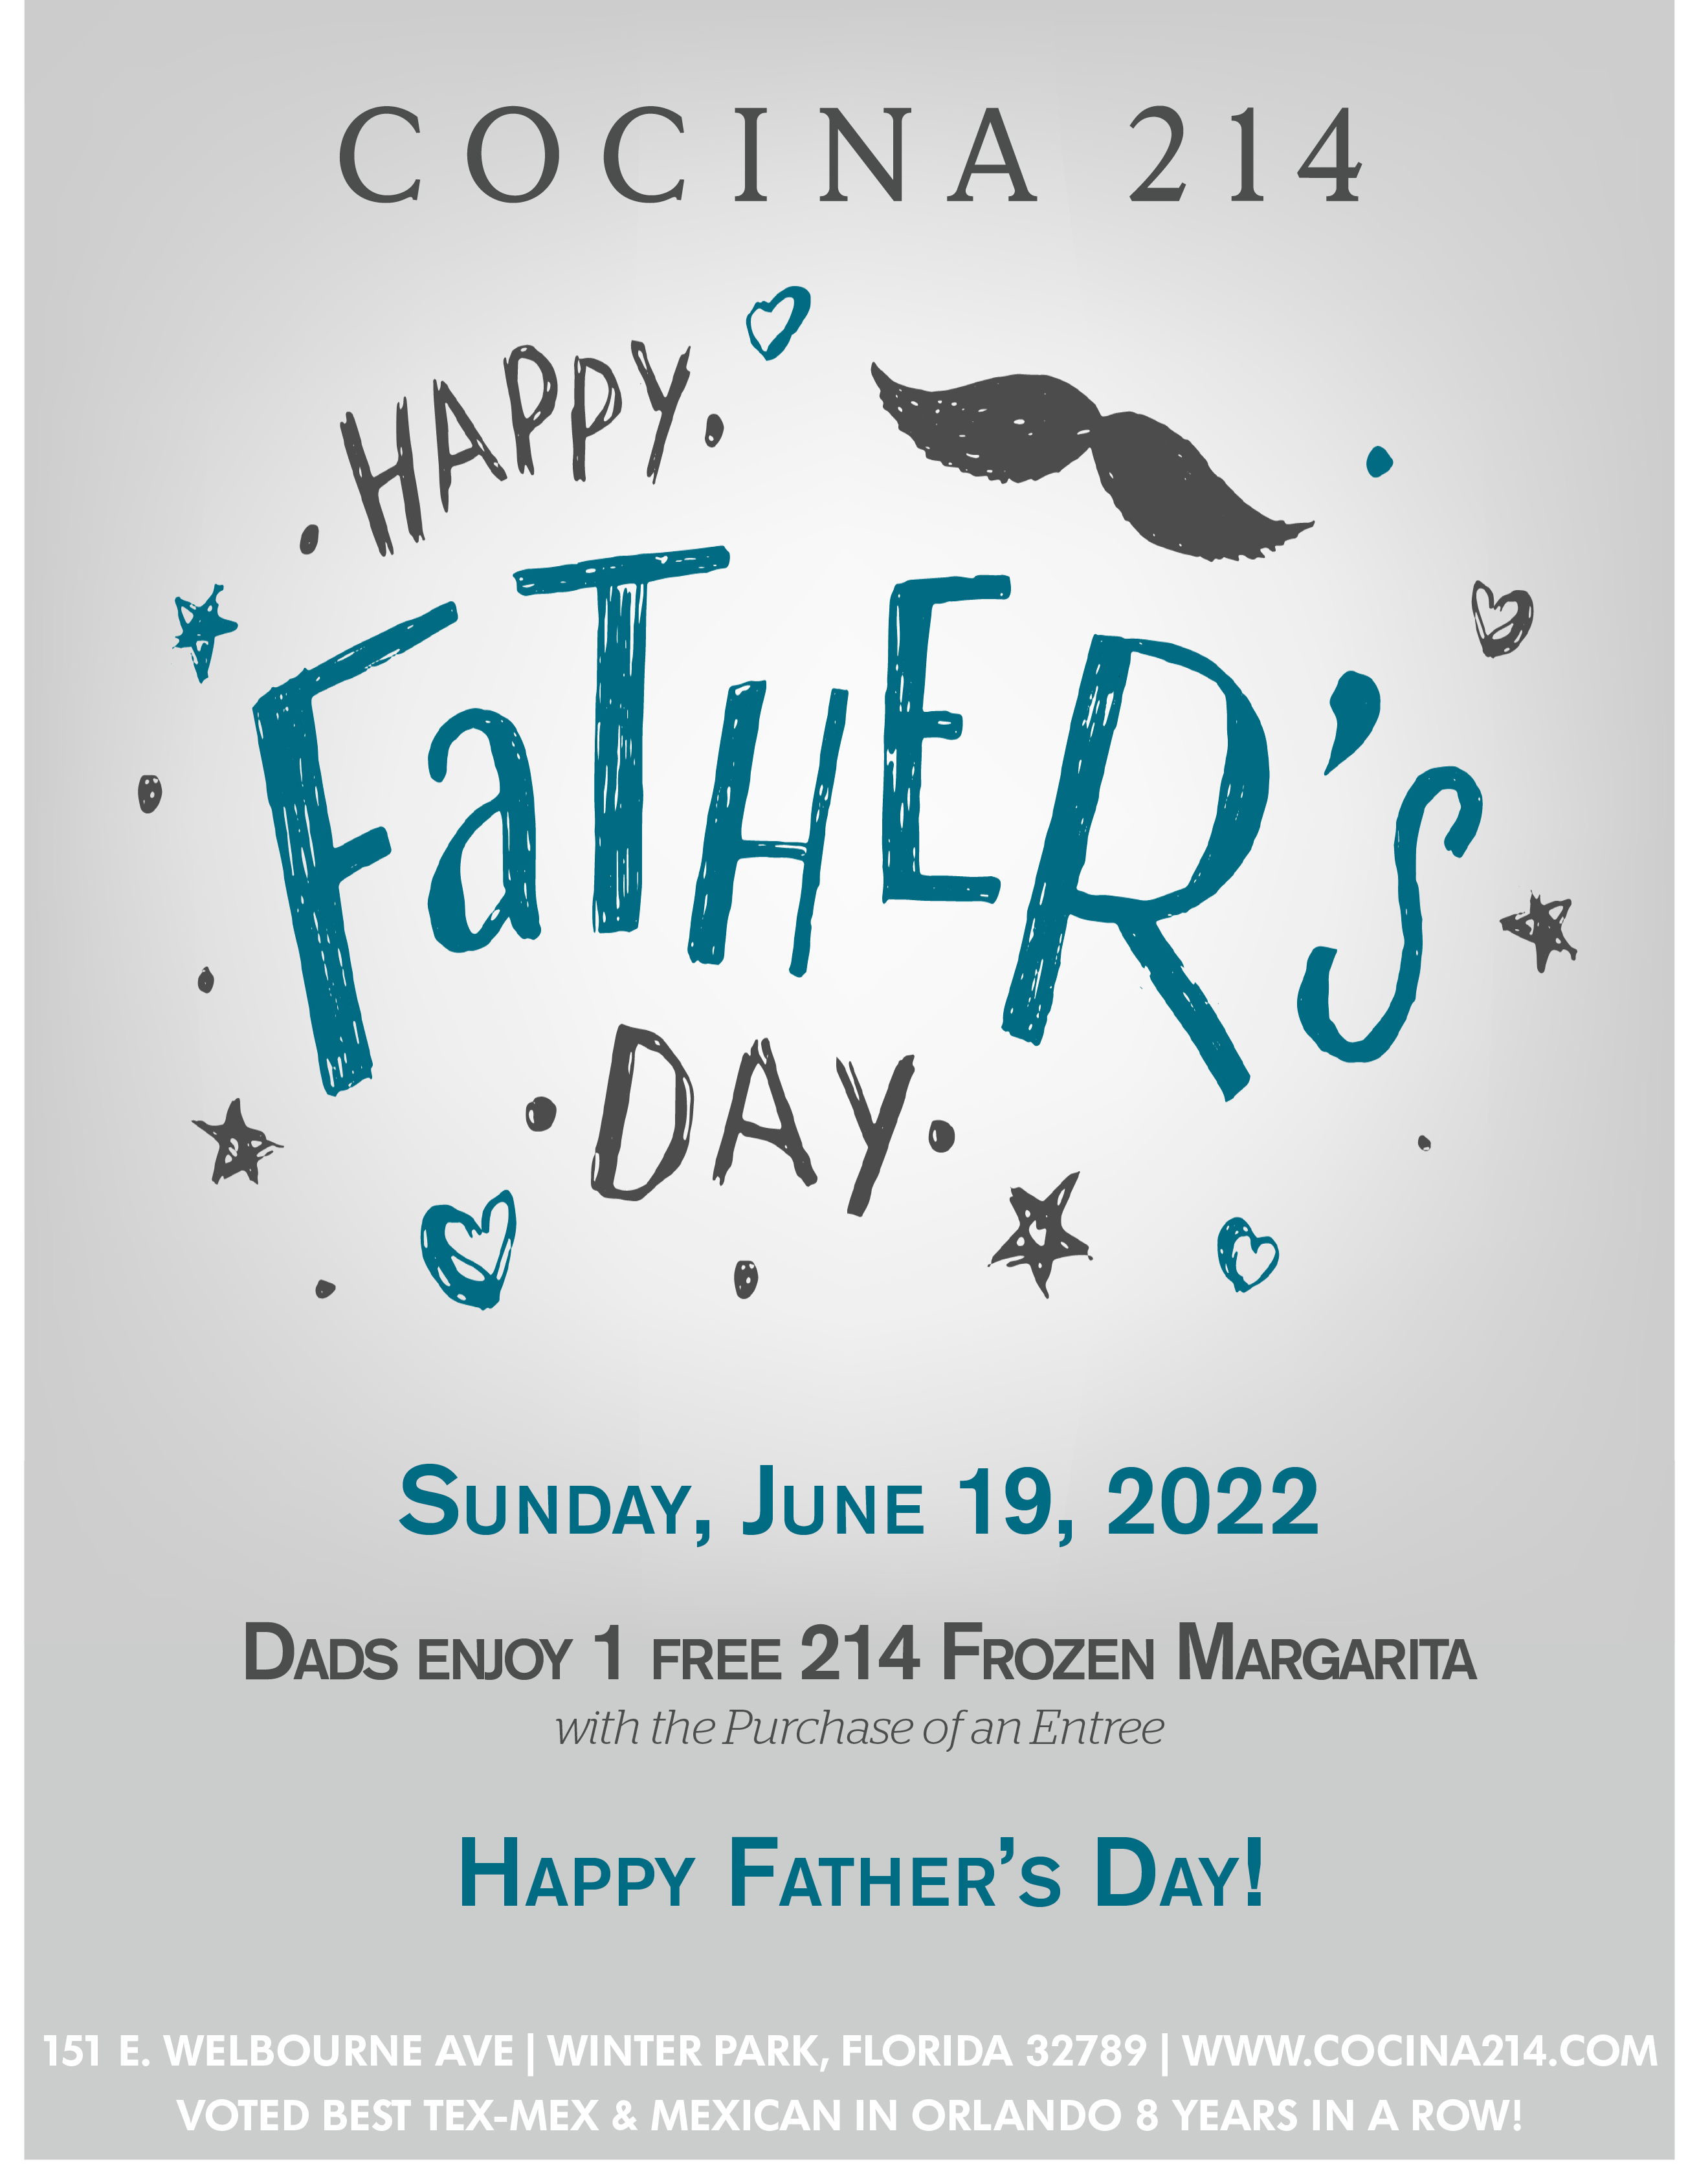 COCINA 214
HAPPY
FaTHER'S
DAY
Sunday, June 19, 2022
Dads enjoy 1 free 214 Frozen Margarita
with the Purchase of an Entree
Happy Father's Day!
151 E. WELBOURNE AVE | WINTER PARK, FLORIDA 32789 | WWW.COCINA214.COM
VOTED BEST TEX-MEX & MEXICAN IN ORLANDO 8 YEARS IN A ROW!